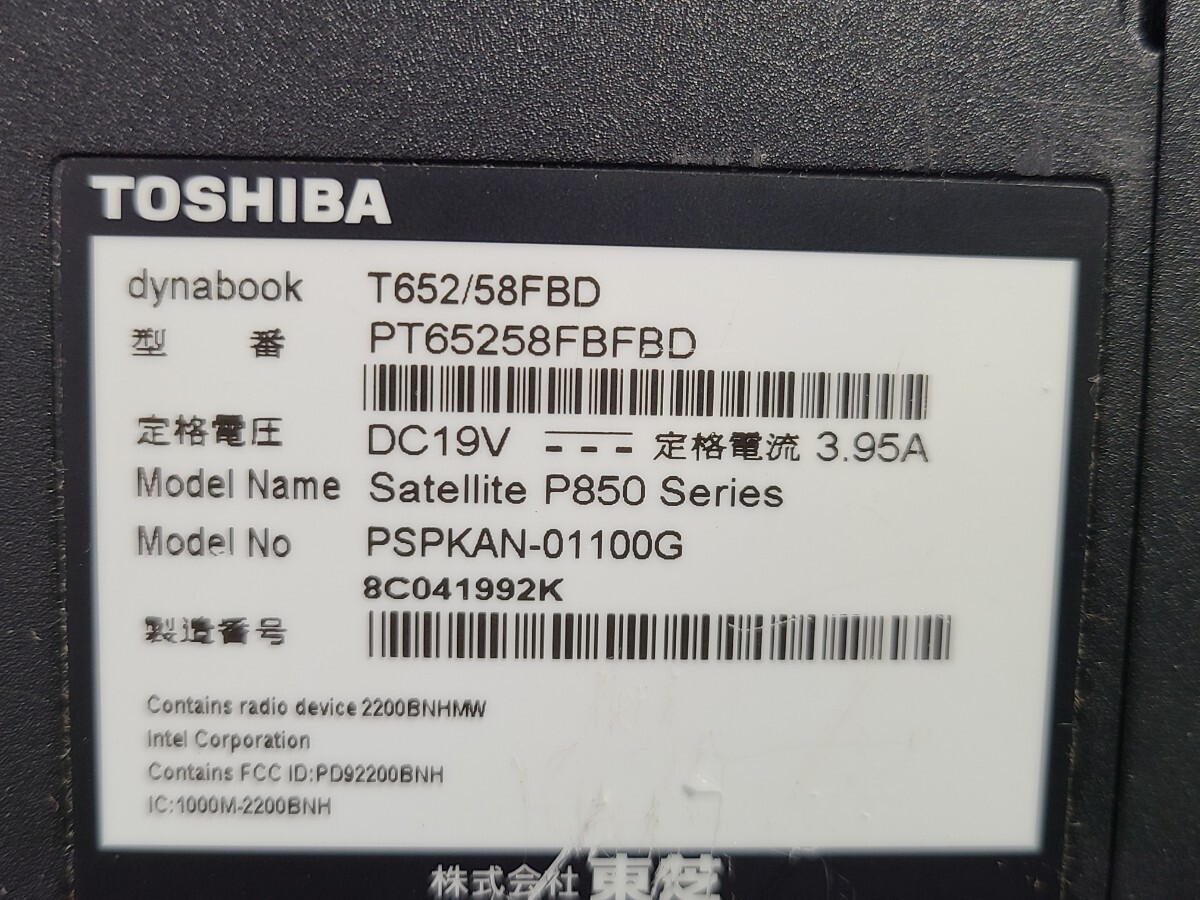 TOSHIBA
dynabook T652/58FBD
型 番 PT65258FBFBD
定格電圧 DC19V 定格電流 3.95A
Model Name Satellite P850 Series
Model No PSPKAN-01100G
8C041992K
製造番号
Contains radio device 2200BNHMW
Intel Corporation
Contains FCC ID:PD92200BNH
IC:1000M-2200BNH
株式会社 東芝